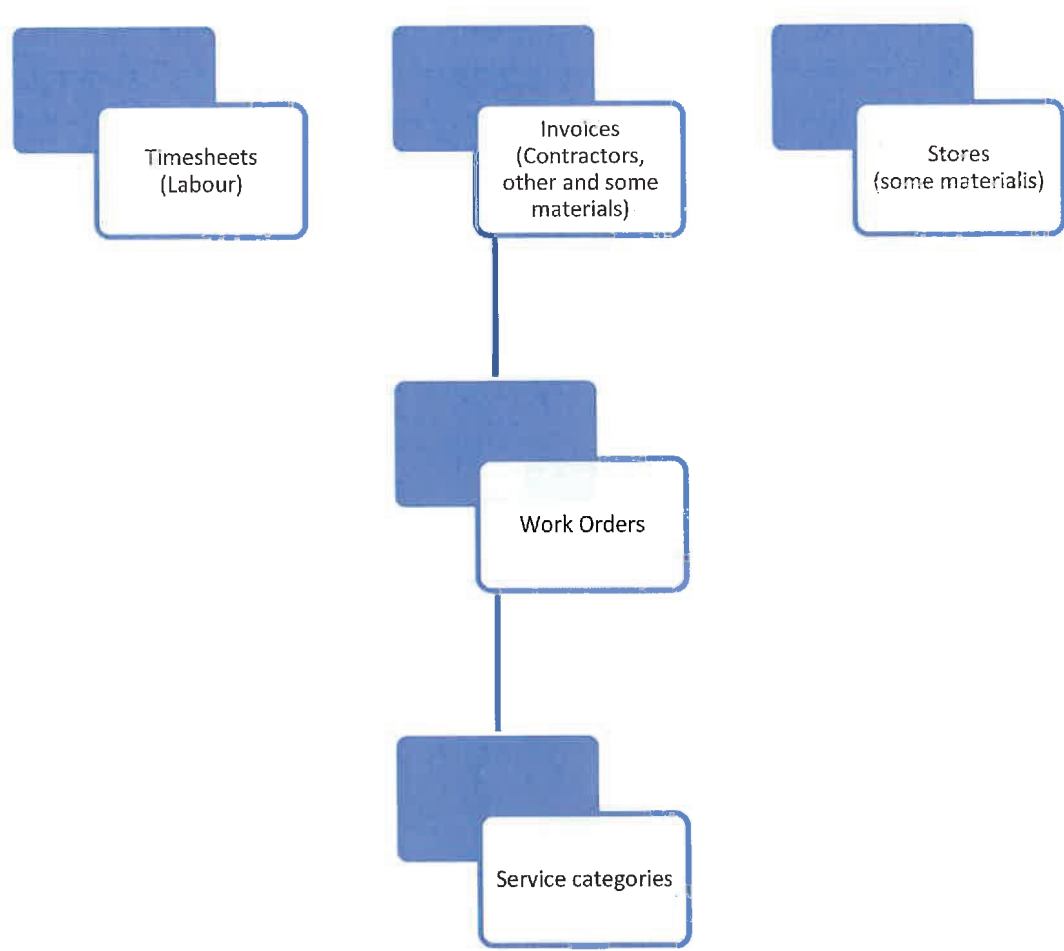 Timesheets
(Labour)
Invoices
(Contractors,
other and some
materials)
Stores
(some materialis)
Work Orders
Service categories